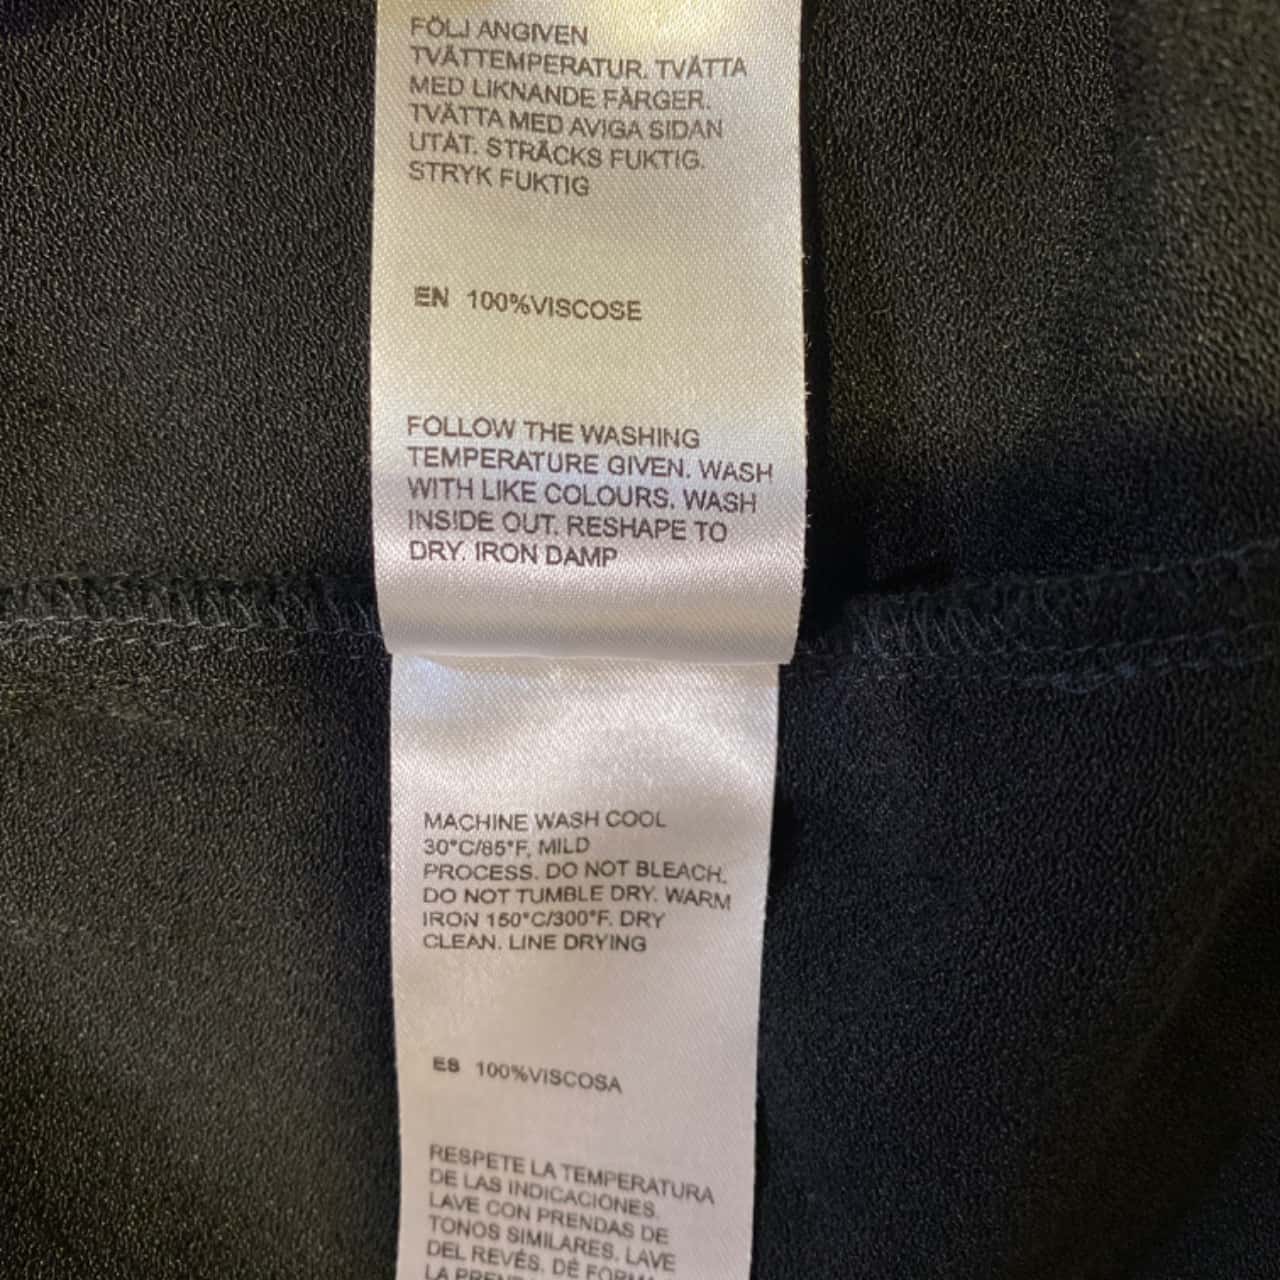 FÖLJ ANGIVEN
TVÄTTEMPERATUR. TVÄTTA
MED LIKNANDE FÄRGER.
TVÄTTA MED AVIGA SIDAN
UTÅT. STRÄCKS FUKTIG.
STRYK FUKTIG
EN 100%VISCOSE
FOLLOW THE WASHING
TEMPERATURE GIVEN. WASH
WITH LIKE COLOURS. WASH
INSIDE OUT. RESHAPE TO
DRY. IRON DAMP
MACHINE WASH COOL
30°C/85°F, MILD
PROCESS. DO NOT BLEACH.
DO NOT TUMBLE DRY. WARM
IRON 150°C/300°F. DRY
CLEAN. LINE DRYING
ES 100%VISCOSA
RESPETE LA TEMPERATURA
DE LAS INDICACIONES.
LAVE CON PRENDAS DE
TONOS SIMILARES. LAVE
DEL REVÉS. DÉ
LA